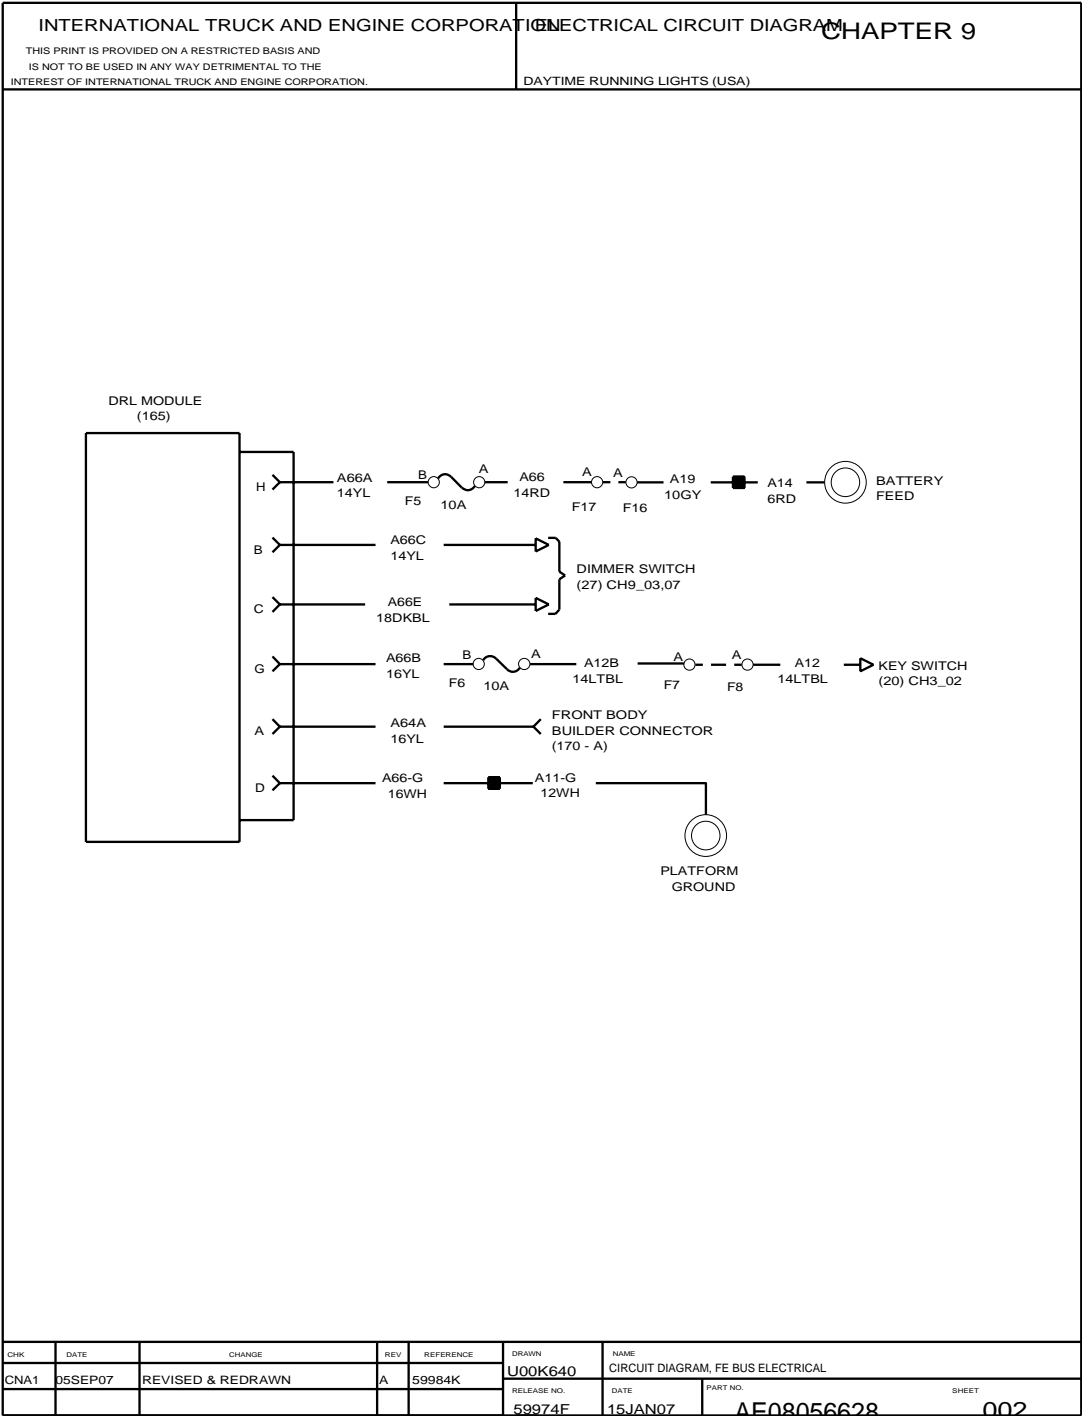 INTERNATIONAL TRUCK AND ENGINE CORPORATION
ELECTRICAL CIRCUIT DIAGRAM
CHAPTER 9
THIS PRINT IS PROVIDED ON A RESTRICTED BASIS AND
IS NOT TO BE USED IN ANY WAY DETRIMENTAL TO THE
INTEREST OF INTERNATIONAL TRUCK AND ENGINE CORPORATION.
DAYTIME RUNNING LIGHTS (USA)
DRL MODULE
(165)
H
A66A
14YL
B
F5
10A
A
A66
14RD
A
F17
A
F16
A19
10GY
A14
6RD
BATTERY
FEED
B
A66C
14YL
DIMMER SWITCH
(27) CH9_03,07
C
A66E
18DKBL
G
A66B
16YL
B
F6
10A
A
A12B
14LTBL
A
F7
A
F8
A12
14LTBL
KEY SWITCH
(20) CH3_02
A
A64A
16YL
FRONT BODY
BUILDER CONNECTOR
(170 - A)
D
A66-G
16WH
A11-G
12WH
PLATFORM
GROUND
CHK DATE CHANGE REV REFERENCE
CNA1 05SEP07 REVISED & REDRAWN A 59984K
DRAWN
U00K640
NAME
CIRCUIT DIAGRAM, FE BUS ELECTRICAL
RELEASE NO.
59974F
DATE
15JAN07
PART NO.
AE08056628
SHEET
002